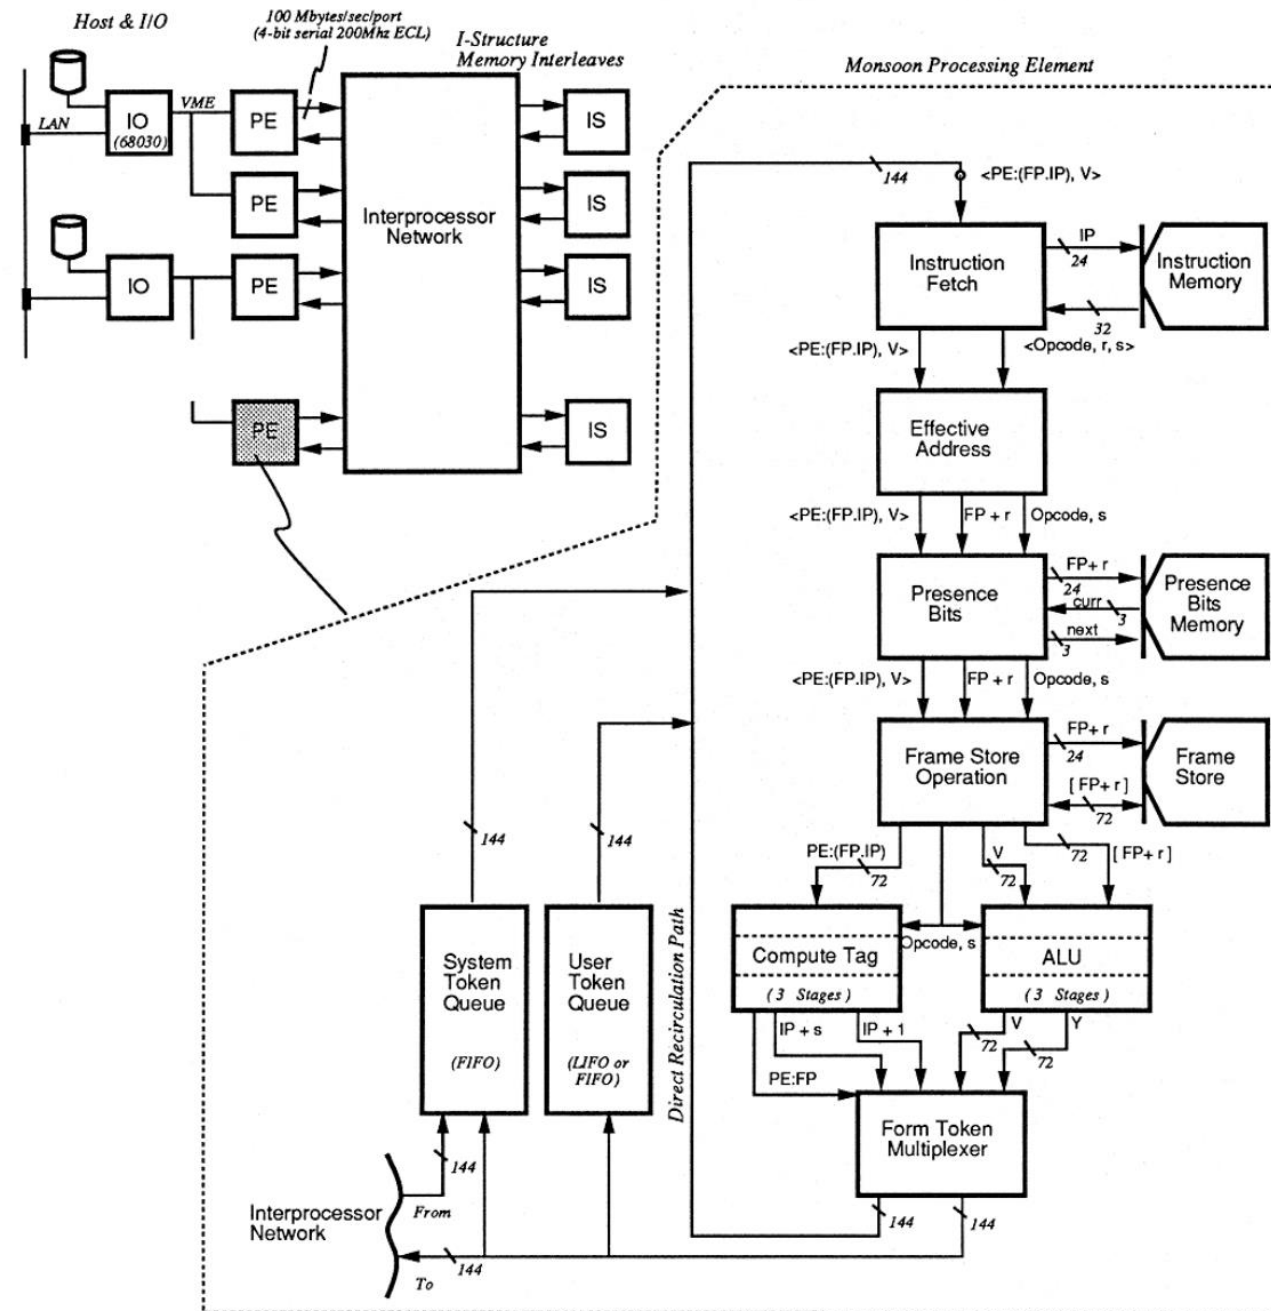 Host & I/O
100 Mbytes/sec/port
(4-bit serial 200Mhz ECL)
I-Structure
Memory Interleaves
LAN
IO
(68030)
VME
PE
PE
IO
PE
PE
Interprocessor
Network
IS
IS
IS
IS
Monsoon Processing Element
144
<PE:(FP.IP), V>
Instruction
Fetch
IP
24
32
Instruction
Memory
<PE:(FP.IP), V>
<Opcode, r, s>
Effective
Address
<PE:(FP.IP), V>
FP + r
Opcode, s
Presence
Bits
FP+ r
24
curr
3
next
3
Presence
Bits
Memory
<PE:(FP.IP), V>
FP + r
Opcode, s
Frame Store
Operation
FP+ r
24
[ FP+ r ]
72
Frame
Store
PE:(FP.IP)
72
V
72
72
[ FP+ r ]
Opcode, s
Compute Tag
( 3 Stages )
ALU
( 3 Stages )
IP + s
IP + 1
PE:FP
V
72
Y
72
Form Token
Multiplexer
144
144
144
144
System
Token
Queue
(FIFO)
User
Token
Queue
(LIFO or
FIFO)
Direct Recirculation Path
144
Interprocessor
Network
From
To
144